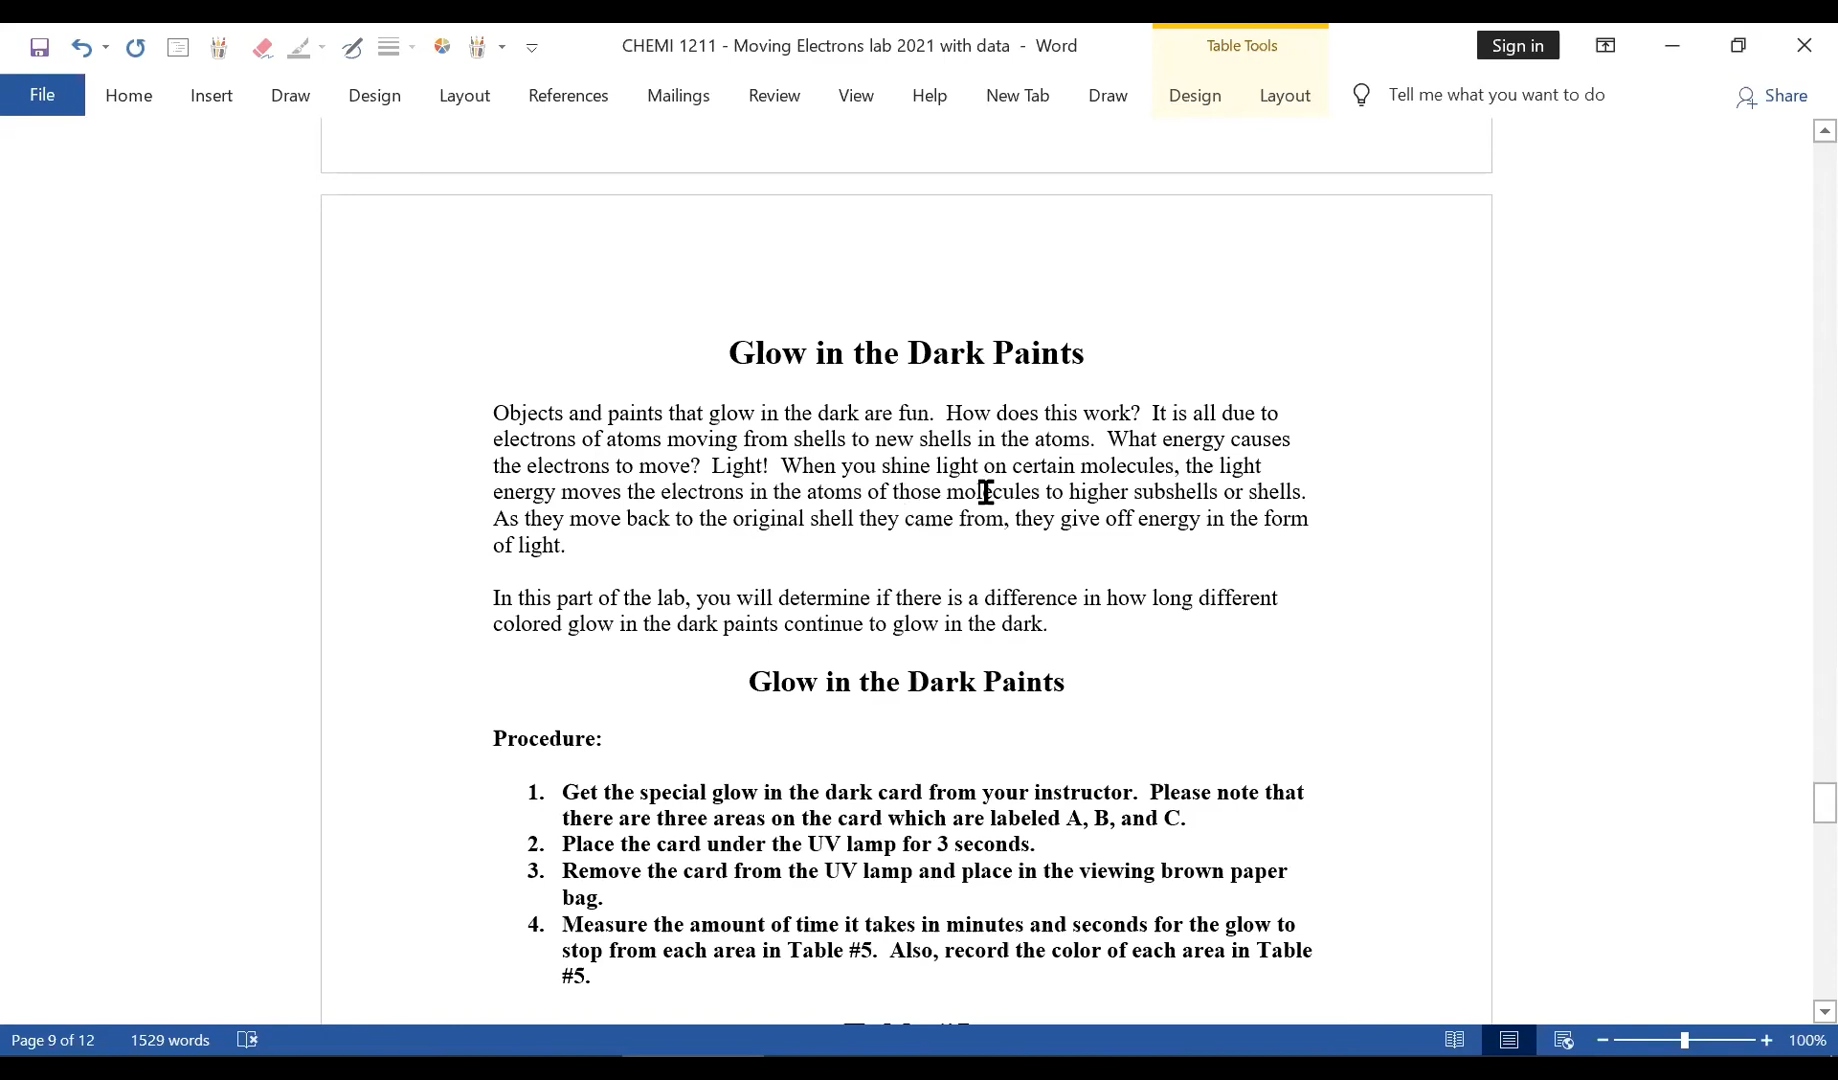 CHEMI 1211 - Moving Electrons lab 2021 with data - Word
Table Tools
Sign in
File
Home
Insert
Draw
Design
Layout
References
Mailings
Review
View
Help
New Tab
Draw
Design
Layout
Tell me what you want to do
Share
Glow in the Dark Paints
Objects and paints that glow in the dark are fun. How does this work? It is all due to
electrons of atoms moving from shells to new shells in the atoms. What energy causes
the electrons to move? Light! When you shine light on certain molecules, the light
energy moves the electrons in the atoms of those molecules to higher subshells or shells.
As they move back to the original shell they came from, they give off energy in the form
of light.
In this part of the lab, you will determine if there is a difference in how long different
colored glow in the dark paints continue to glow in the dark.
Glow in the Dark Paints
Procedure:
1. Get the special glow in the dark card from your instructor. Please note that
there are three areas on the card which are labeled A, B, and C.
2. Place the card under the UV lamp for 3 seconds.
3. Remove the card from the UV lamp and place in the viewing brown paper
bag.
4. Measure the amount of time it takes in minutes and seconds for the glow to
stop from each area in Table #5. Also, record the color of each area in Table
#5.
Page 9 of 12
1529 words
100%